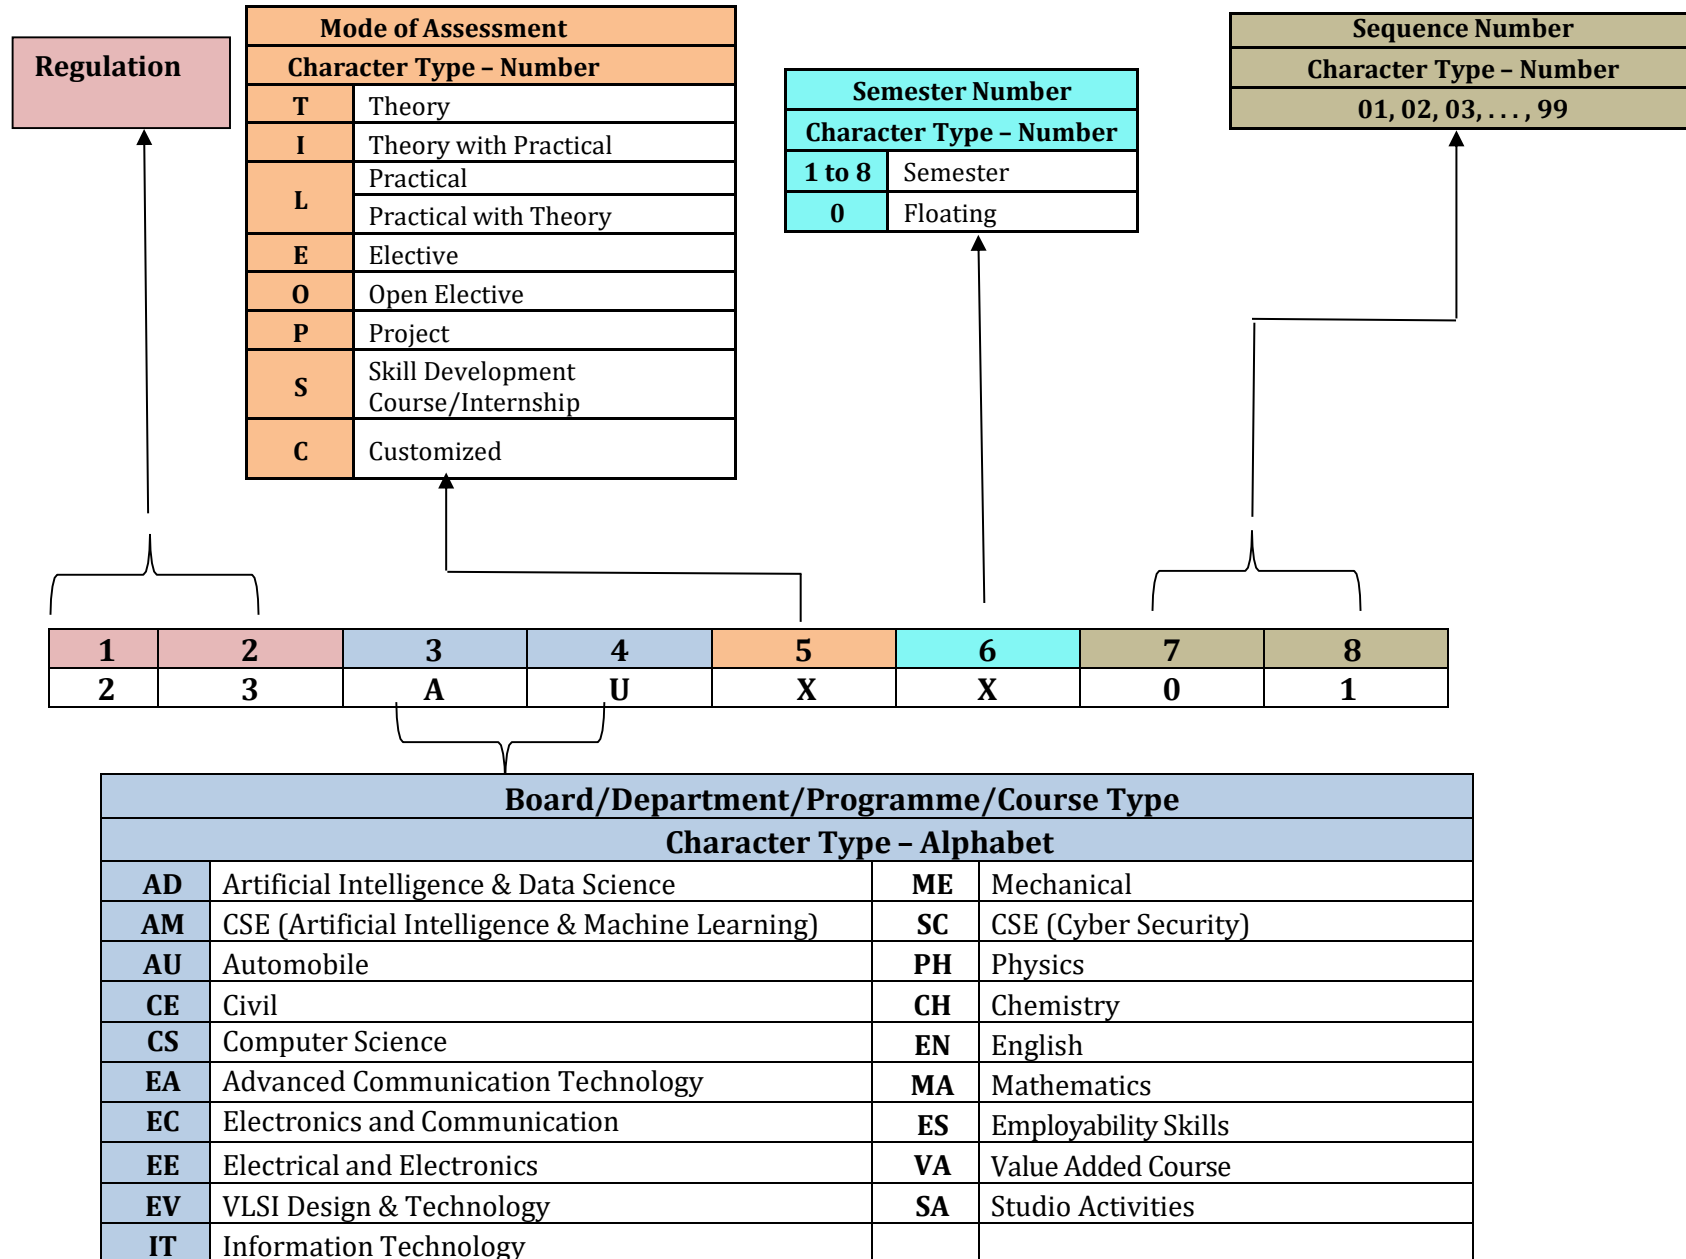 Regulation
Mode of Assessment
Character Type – Number
T Theory
I Theory with Practical
L Practical
Practical with Theory
E Elective
O Open Elective
P Project
S Skill Development
Course/Internship
C Customized
Semester Number
Character Type – Number
1 to 8 Semester
0 Floating
Sequence Number
Character Type – Number
01, 02, 03, . . . , 99
1 2 3 4 5 6 7 8
2 3 A U X X 0 1
Board/Department/Programme/Course Type
Character Type – Alphabet
AD Artificial Intelligence & Data Science ME Mechanical
AM CSE (Artificial Intelligence & Machine Learning) SC CSE (Cyber Security)
AU Automobile PH Physics
CE Civil CH Chemistry
CS Computer Science EN English
EA Advanced Communication Technology MA Mathematics
EC Electronics and Communication ES Employability Skills
EE Electrical and Electronics VA Value Added Course
EV VLSI Design & Technology SA Studio Activities
IT Information Technology